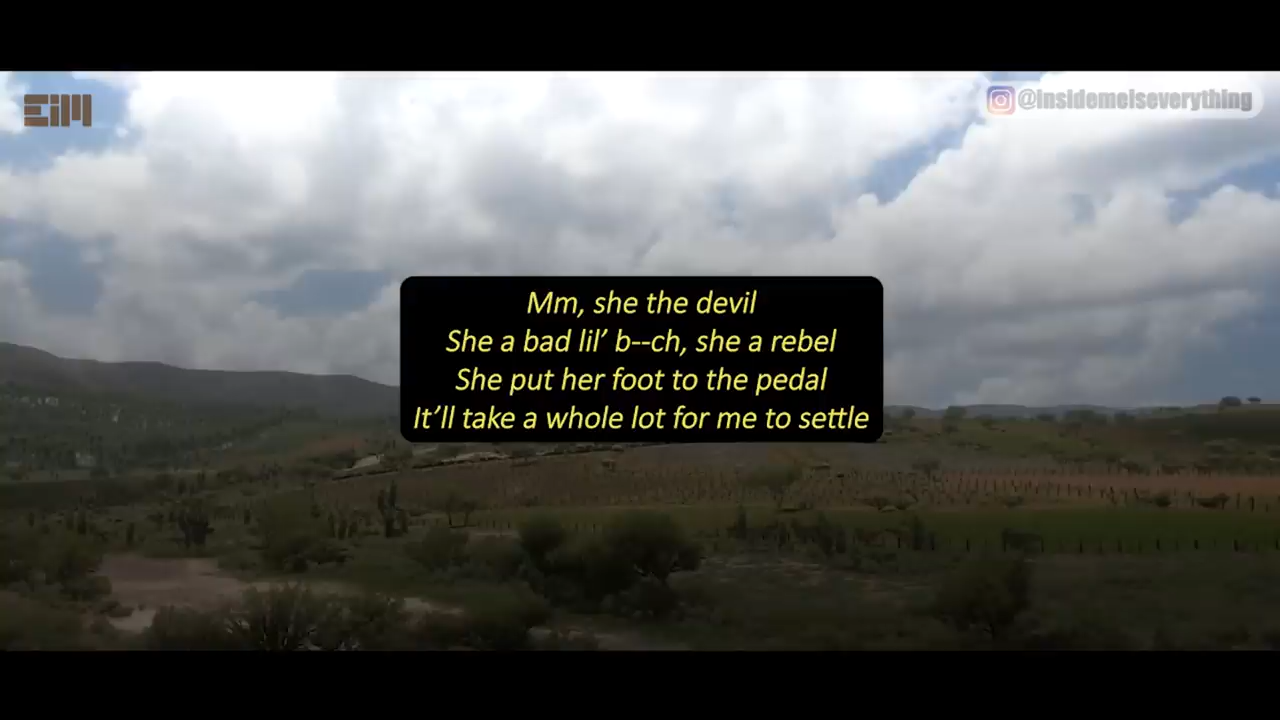 EiM
@insidemeiseverything
Mm, she the devil
She a bad lil’ b--ch, she a rebel
She put her foot to the pedal
It’ll take a whole lot for me to settle